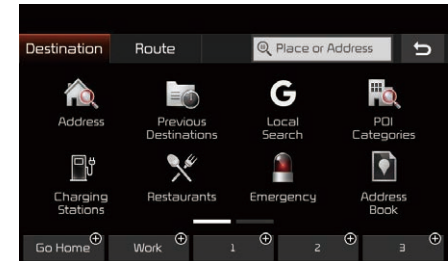 Destination
Route
Place or Address
Address
Previous
Destinations
G
Local
Search
POI
Categories
Charging
Stations
Restaurants
Emergency
Address
Book
Go Home
Work
1
2
3